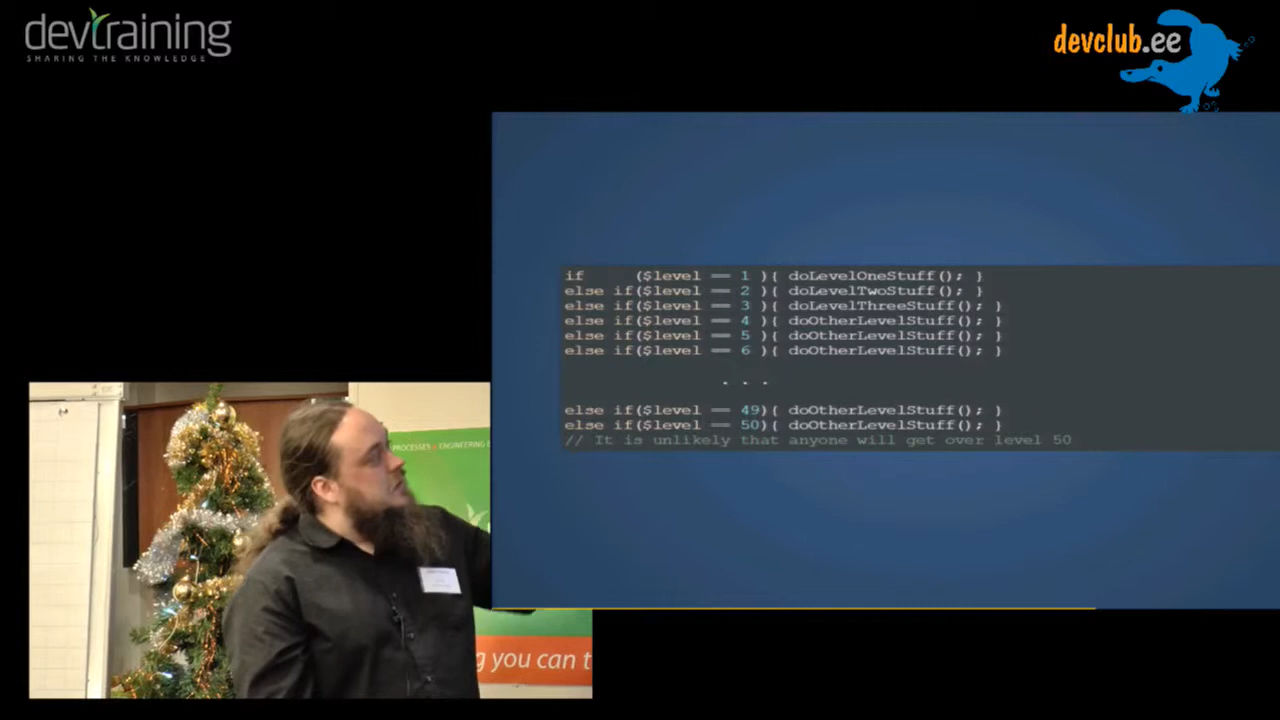 devtraining
SHARING THE KNOWLEDGE
devclub.ee
if ($level == 1 ){ doLevelOneStuff(); }
else if($level == 2 ){ doLevelTwoStuff(); }
else if($level == 3 ){ doLevelThreeStuff(); }
else if($level == 4 ){ doOtherLevelStuff(); }
else if($level == 5 ){ doOtherLevelStuff(); }
else if($level == 6 ){ doOtherLevelStuff(); }
. . .
else if($level == 49){ doOtherLevelStuff(); }
else if($level == 50){ doOtherLevelStuff(); }
// It is unlikely that anyone will get over level 50
PROCESSES & ENGINEERING
g you can t